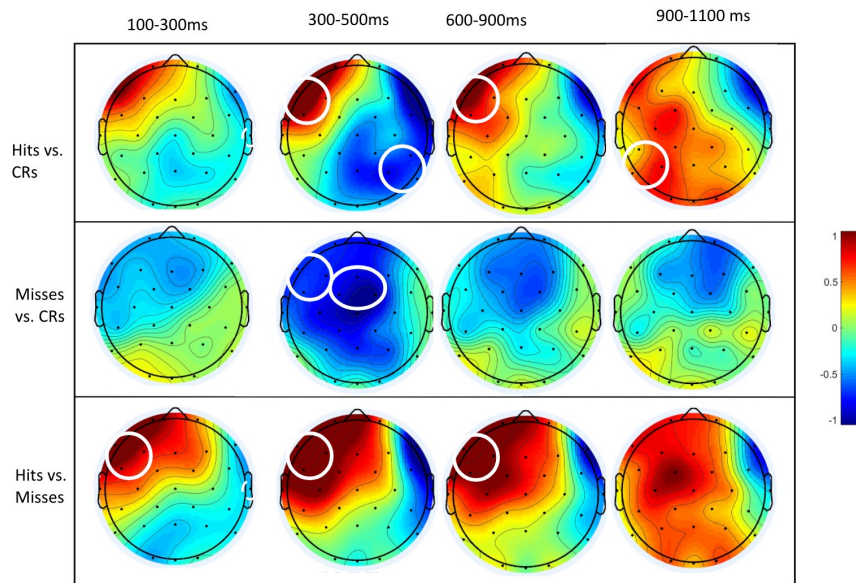 100-300ms
300-500ms
600-900ms
900-1100 ms
Hits vs.
CRs
Misses
vs. CRs
Hits vs.
Misses
1
0.5
0
-0.5
-1